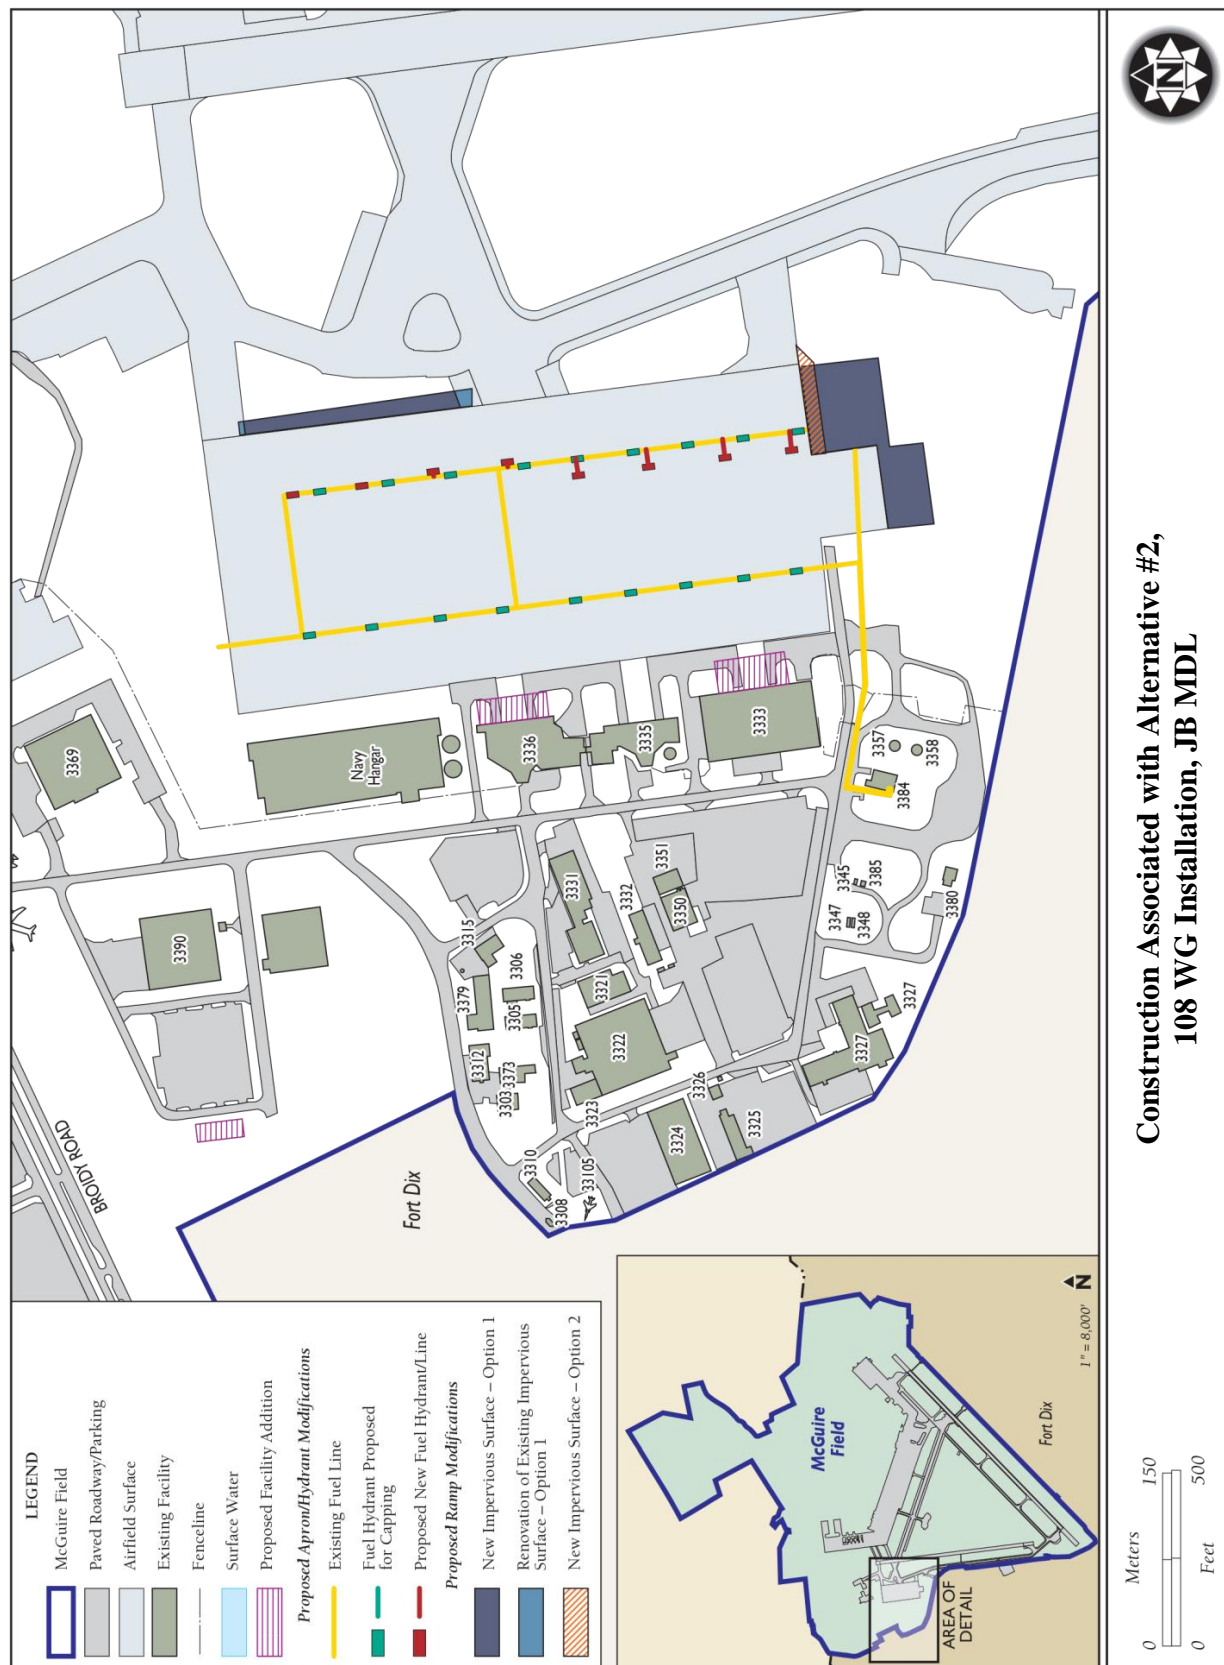 LEGEND
McGuire Field
Paved Roadway/Parking
Airfield Surface
Existing Facility
Fenceline
Surface Water
Proposed Facility Addition
Proposed Apron/Hydrant Modifications
Existing Fuel Line
Fuel Hydrant Proposed
for Capping
Proposed New Fuel Hydrant/Line
Proposed Ramp Modifications
New Impervious Surface – Option 1
Renovation of Existing Impervious
Surface – Option 1
New Impervious Surface – Option 2
BROIDY ROAD
Fort Dix
3390
3369
Navy
Hangar
3336
3335
3333
3315
3379
3306
3305
3312
3373
3303
3310
3308
33105
3331
3321
3322
3323
3332
3351
3350
3326
3324
3325
3345
3385
3347
3348
3327
3327
3380
3357
3358
3384
McGuire
Field
Fort Dix
AREA OF
DETAIL
1" = 8,000'
N
Meters
0 150
0 500
Feet
Construction Associated with Alternative #2,
108 WG Installation, JB MDL
N